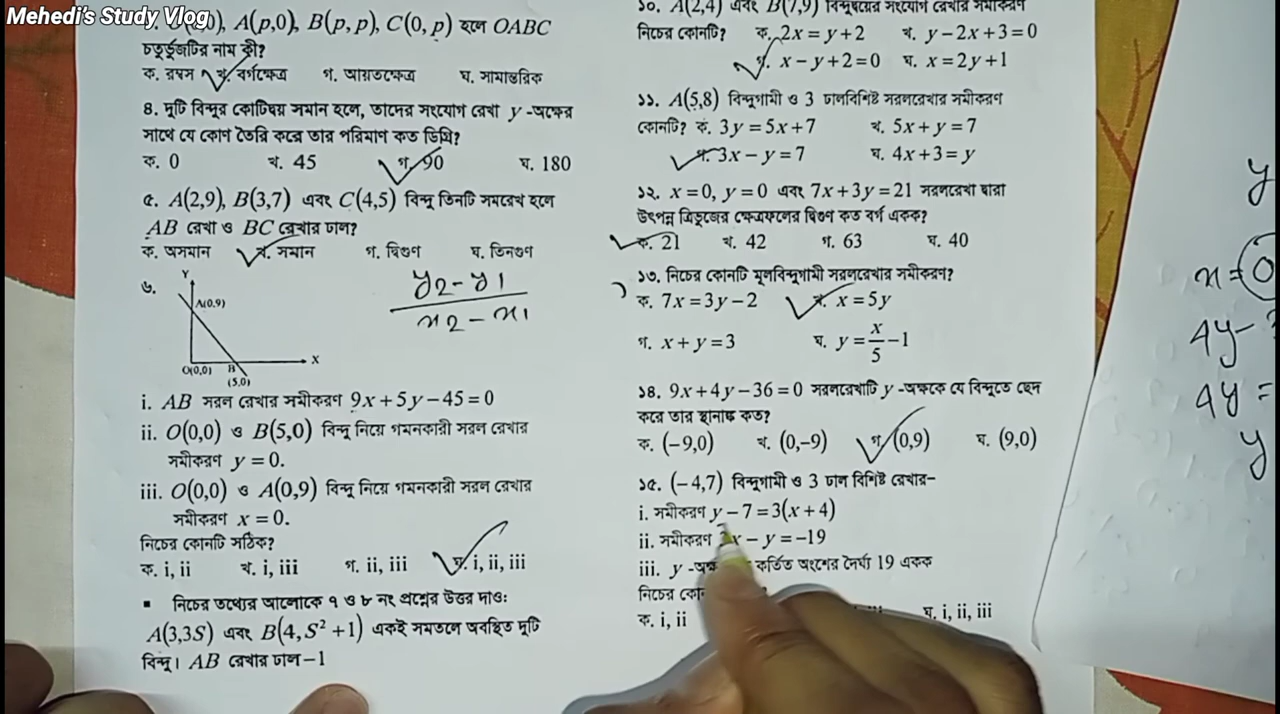 Mehedi's Study Vlog
A(p,0), B(p, p), C(0, p) হলে OABC
চতুর্ভুজটির নাম কী?
ক. রম্বস খ. বর্গক্ষেত্র গ. আয়তক্ষেত্র ঘ. সামান্তরিক
৪. দুটি বিন্দুর কোটিদ্বয় সমান হলে, তাদের সংযোগ রেখা y -অক্ষের
সাথে যে কোণ তৈরি করে তার পরিমাণ কত ডিগ্রি?
ক. 0 খ. 45 গ. 90 ঘ. 180
৫. A(2,9), B(3,7) এবং C(4,5) বিন্দু তিনটি সমরেখ হলে
AB রেখা ও BC রেখার ঢাল?
ক. অসমান খ. সমান গ. দ্বিগুণ ঘ. তিনগুণ
৬.
Y
A(0,9)
O(0,0) B X
(5,0)
y2 - y1
x2 - x1
i. AB সরল রেখার সমীকরণ 9x + 5y – 45 = 0
ii. O(0,0) ও B(5,0) বিন্দু নিয়ে গমনকারী সরল রেখার
সমীকরণ y = 0.
iii. O(0,0) ও A(0,9) বিন্দু নিয়ে গমনকারী সরল রেখার
সমীকরণ x = 0.
নিচের কোনটি সঠিক?
ক. i, ii খ. i, iii গ. ii, iii ঘ. i, ii, iii
▪ নিচের তথ্যের আলোকে ৭ ও ৮ নং প্রশ্নের উত্তর দাও:
A(3,3S) এবং B(4, S² +1) একই সমতলে অবস্থিত দুটি
বিন্দু। AB রেখার ঢাল –1
১০. A(2,4) এবং B(7,9) বিন্দুদ্বয়ের সংযোগ রেখার সমীকরণ
নিচের কোনটি? ক. 2x = y + 2 খ. y – 2x + 3 = 0
গ. x – y + 2 = 0 ঘ. x = 2y + 1
১১. A(5,8) বিন্দুগামী ও 3 ঢালবিশিষ্ট সরলরেখার সমীকরণ
কোনটি? ক. 3y = 5x + 7 খ. 5x + y = 7
গ. 3x – y = 7 ঘ. 4x + 3 = y
১২. x = 0, y = 0 এবং 7x + 3y = 21 সরলরেখা দ্বারা
উৎপন্ন ত্রিভুজের ক্ষেত্রফলের দ্বিগুণ কত বর্গ একক?
ক. 21 খ. 42 গ. 63 ঘ. 40
১৩. নিচের কোনটি মূলবিন্দুগামী সরলরেখার সমীকরণ?
ক. 7x = 3y – 2 খ. x = 5y
গ. x + y = 3 ঘ. y = x/5 – 1
১৪. 9x + 4y – 36 = 0 সরলরেখাটি y -অক্ষকে যে বিন্দুতে ছেদ
করে তার স্থানাঙ্ক কত?
ক. (–9,0) খ. (0,–9) গ. (0,9) ঘ. (9,0)
১৫. (–4,7) বিন্দুগামী ও 3 ঢাল বিশিষ্ট রেখার–
i. সমীকরণ y – 7 = 3(x + 4)
ii. সমীকরণ x – y = –19
iii. y কর্তিত অংশের দৈর্ঘ্য 19 একক
নিচের
ক. i, ii ঘ. i, ii, iii
y
x = 0
4y -
4y =
y